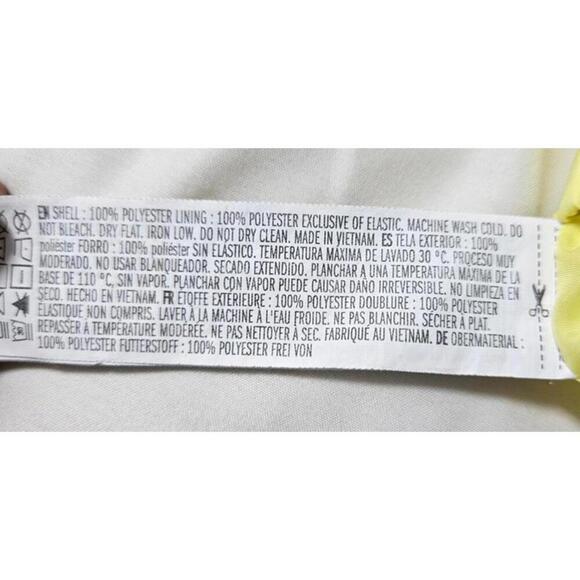 EN SHELL : 100% POLYESTER LINING : 100% POLYESTER EXCLUSIVE OF ELASTIC. MACHINE WASH COLD. DO
NOT BLEACH. DRY FLAT. IRON LOW. DO NOT DRY CLEAN. MADE IN VIETNAM. ES TELA EXTERIOR : 100%
poliéster FORRO : 100% poliéster SIN ELASTICO. TEMPERATURA MÁXIMA DE LAVADO 30 °C. PROCESO MUY
MODERADO. NO USAR BLANQUEADOR. SECADO EXTENDIDO. PLANCHAR A UNA TEMPERATURA MÁXIMA DE LA
BASE DE 110 °C, SIN VAPOR. PLANCHAR CON VAPOR PUEDE CAUSAR DAÑO IRREVERSIBLE. NO LIMPIEZA EN
SECO. HECHO EN VIETNAM. FR ETOFFE EXTÉRIEURE : 100% POLYESTER DOUBLURE : 100% POLYESTER
ELASTIQUE NON COMPRIS. LAVER À LA MACHINE À L'EAU FROIDE. NE PAS BLANCHIR. SÉCHER À PLAT.
REPASSER À TEMPÉRATURE MODÉRÉE. NE PAS NETTOYER À SEC. FABRIQUÉ AU VIETNAM. DE OBERMATERIAL :
100% POLYESTER FUTTERSTOFF : 100% POLYESTER FREI VON